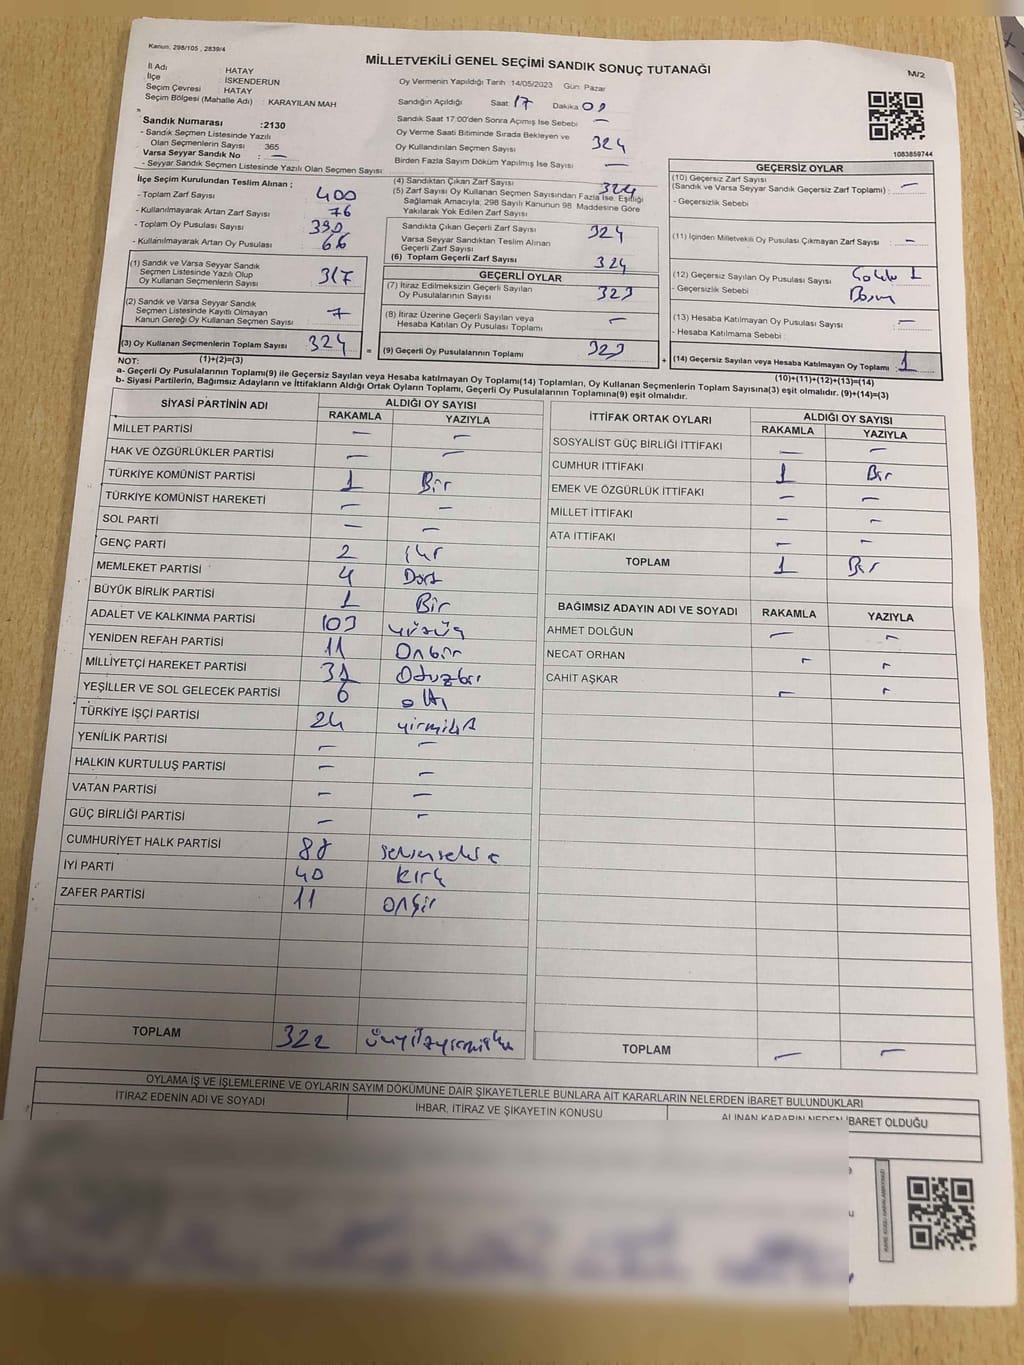 Kanun: 298/105 , 2839/4
MİLLETVEKİLİ GENEL SEÇİMİ SANDIK SONUÇ TUTANAĞI
M/2
İl Adı HATAY
İlçe İSKENDERUN
Seçim Çevresi HATAY
Seçim Bölgesi (Mahalle Adı) : KARAYILAN MAH
Sandık Numarası :2130
- Sandık Seçmen Listesinde Yazılı
Olan Seçmenlerin Sayısı 365
Varsa Seyyar Sandık No : —
- Seyyar Sandık Seçmen Listesinde Yazılı Olan Seçmen Sayısı
Oy Vermenin Yapıldığı Tarih 14/05/2023 Gün: Pazar
Sandığın Açıldığı Saat 17 Dakika 09
Sandık Saat 17:00'den Sonra Açımış İse Sebebi —
Oy Verme Saati Bitiminde Sırada Bekleyen ve
Oy Kullandırılan Seçmen Sayısı 324
Birden Fazla Sayım Döküm Yapılmış İse Sayısı —
1083859744
İlçe Seçim Kurulundan Teslim Alınan ;
- Toplam Zarf Sayısı 400
- Kullanılmayarak Artan Zarf Sayısı 76
- Toplam Oy Pusulası Sayısı 390
- Kullanılmayarak Artan Oy Pusulası 66
(1) Sandık ve Varsa Seyyar Sandık
Seçmen Listesinde Yazılı Olup
Oy Kullanan Seçmenlerin Sayısı 317
(2) Sandık ve Varsa Seyyar Sandık
Seçmen Listesinde Kayıtlı Olmayan
Kanun Gereği Oy Kullanan Seçmen Sayısı 7
(3) Oy Kullanan Seçmenlerin Toplam Sayısı 324
(4) Sandıktan Çıkan Zarf Sayısı 324
(5) Zarf Sayısı Oy Kullanan Seçmen Sayısından Fazla İse, Eşitliği
Sağlamak Amacıyla; 298 Sayılı Kanunun 98. Maddesine Göre
Yakılarak Yok Edilen Zarf Sayısı
Sandıkta Çıkan Geçerli Zarf Sayısı 324
Varsa Seyyar Sandıktan Teslim Alınan
Geçerli Zarf Sayısı
(6) Toplam Geçerli Zarf Sayısı 324
GEÇERLİ OYLAR
(7) İtiraz Edilmeksizin Geçerli Sayılan
Oy Pusulalarının Sayısı 323
(8) İtiraz Üzerine Geçerli Sayılan veya
Hesaba Katılan Oy Pusulası Toplamı —
= (9) Geçerli Oy Pusulalarının Toplamı 323
GEÇERSİZ OYLAR
(10) Geçersiz Zarf Sayısı
(Sandık ve Varsa Seyyar Sandık Geçersiz Zarf Toplamı) : —
- Geçersizlik Sebebi
(11) İçinden Milletvekili Oy Pusulası Çıkmayan Zarf Sayısı : —
(12) Geçersiz Sayılan Oy Pusulası Sayısı 1
- Geçersizlik Sebebi
(13) Hesaba Katılmayan Oy Pusulası Sayısı : —
- Hesaba Katılmama Sebebi :
+ (14) Geçersiz Sayılan veya Hesaba Katılmayan Oy Toplamı : 1
NOT: (1)+(2)=(3)
(10)+(11)+(12)+(13)=(14)
a- Geçerli Oy Pusulasının Toplamı(9) ile Geçersiz Sayılan veya Hesaba katılmayan Oy Toplamı(14) Toplamları, Oy Kullanan Seçmenlerin Toplam Sayısına(3) eşit olmalıdır. (9)+(14)=(3)
b- Siyasi Partilerin, Bağımsız Adayların ve İttifakların Aldığı Ortak Oyların Toplamı, Geçerli Oy Pusulalarının Toplamına(9) eşit olmalıdır.
SİYASİ PARTİNİN ADI ALDIĞI OY SAYISI
RAKAMLA YAZIYLA
MİLLET PARTİSİ — —
HAK VE ÖZGÜRLÜKLER PARTİSİ — —
TÜRKİYE KOMÜNİST PARTİSİ 1 Bir
TÜRKİYE KOMÜNİST HAREKETİ — —
SOL PARTİ — —
GENÇ PARTİ 2 iki
MEMLEKET PARTİSİ 4 Dört
BÜYÜK BİRLİK PARTİSİ 1 Bir
ADALET VE KALKINMA PARTİSİ 103 yüzüç
YENİDEN REFAH PARTİSİ 11 Onbir
MİLLİYETÇİ HAREKET PARTİSİ 31 Otuzbir
YEŞİLLER VE SOL GELECEK PARTİSİ 6 altı
TÜRKİYE İŞÇİ PARTİSİ 24
YENİLİK PARTİSİ — —
HALKIN KURTULUŞ PARTİSİ — —
VATAN PARTİSİ — —
GÜÇ BİRLİĞİ PARTİSİ — —
CUMHURİYET HALK PARTİSİ 88 seksensekiz
İYİ PARTİ 40 kırk
ZAFER PARTİSİ 11 onbir
TOPLAM 322 üçyüzyirmiiki
İTTİFAK ORTAK OYLARI ALDIĞI OY SAYISI
RAKAMLA YAZIYLA
SOSYALİST GÜÇ BİRLİĞİ İTTİFAKI — —
CUMHUR İTTİFAKI 1 Bir
EMEK VE ÖZGÜRLÜK İTTİFAKI — —
MİLLET İTTİFAKI — —
ATA İTTİFAKI — —
TOPLAM 1 Bir
BAĞIMSIZ ADAYIN ADI VE SOYADI RAKAMLA YAZIYLA
AHMET DOLĞUN — —
NECAT ORHAN — —
CAHİT AŞKAR — —
TOPLAM — —
OYLAMA İŞ VE İŞLEMLERİNE VE OYLARIN SAYIM DÖKÜMÜNE DAİR ŞİKAYETLERLE BUNLARA AİT KARARLARIN NELERDEN İBARET BULUNDUKLARI
İTİRAZ EDENİN ADI VE SOYADI İHBAR, İTİRAZ VE ŞİKAYETİN KONUSU ALINAN KARARIN NEDEN İBARET OLDUĞU